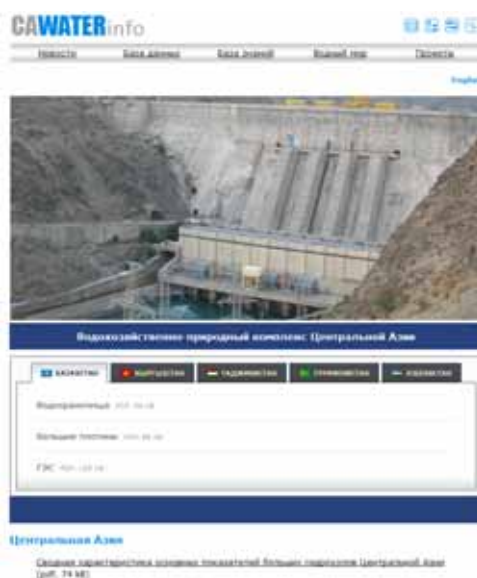 CAWATERinfo
Новости База данных База знаний Водный мир Проекты
Водохозяйственно природный комплекс Центральной Азии
КАЗАХСТАН КЫРГЫЗСТАН ТАДЖИКИСТАН ТУРКМЕНИСТАН УЗБЕКИСТАН
Водохранилища
Большие плотины
ГЭС
Центральная Азия
Сводная характеристика основных показателей больших гидроузлов Центральной Азии
(pdf, 74 kB)